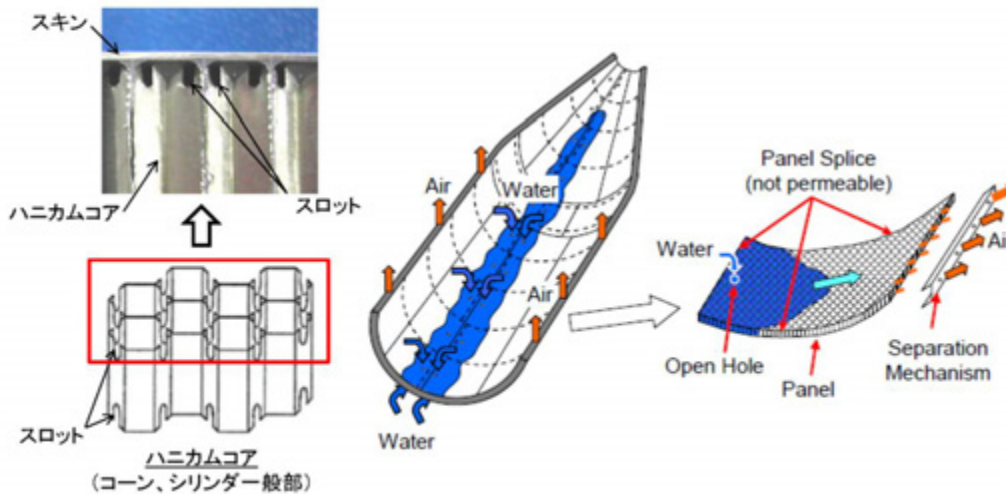 スキン
ハニカムコア
スロット
スロット
ハニカムコア
(コーン、シリンダー般部)
Air
Water
Air
Water
Panel Splice
(not permeable)
Water
Air
Open Hole
Panel
Separation
Mechanism